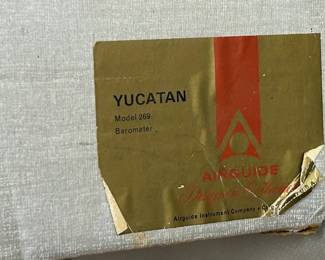 YUCATAN
Model 269
Barometer
AIRGUIDE
Airguide Instrument Company